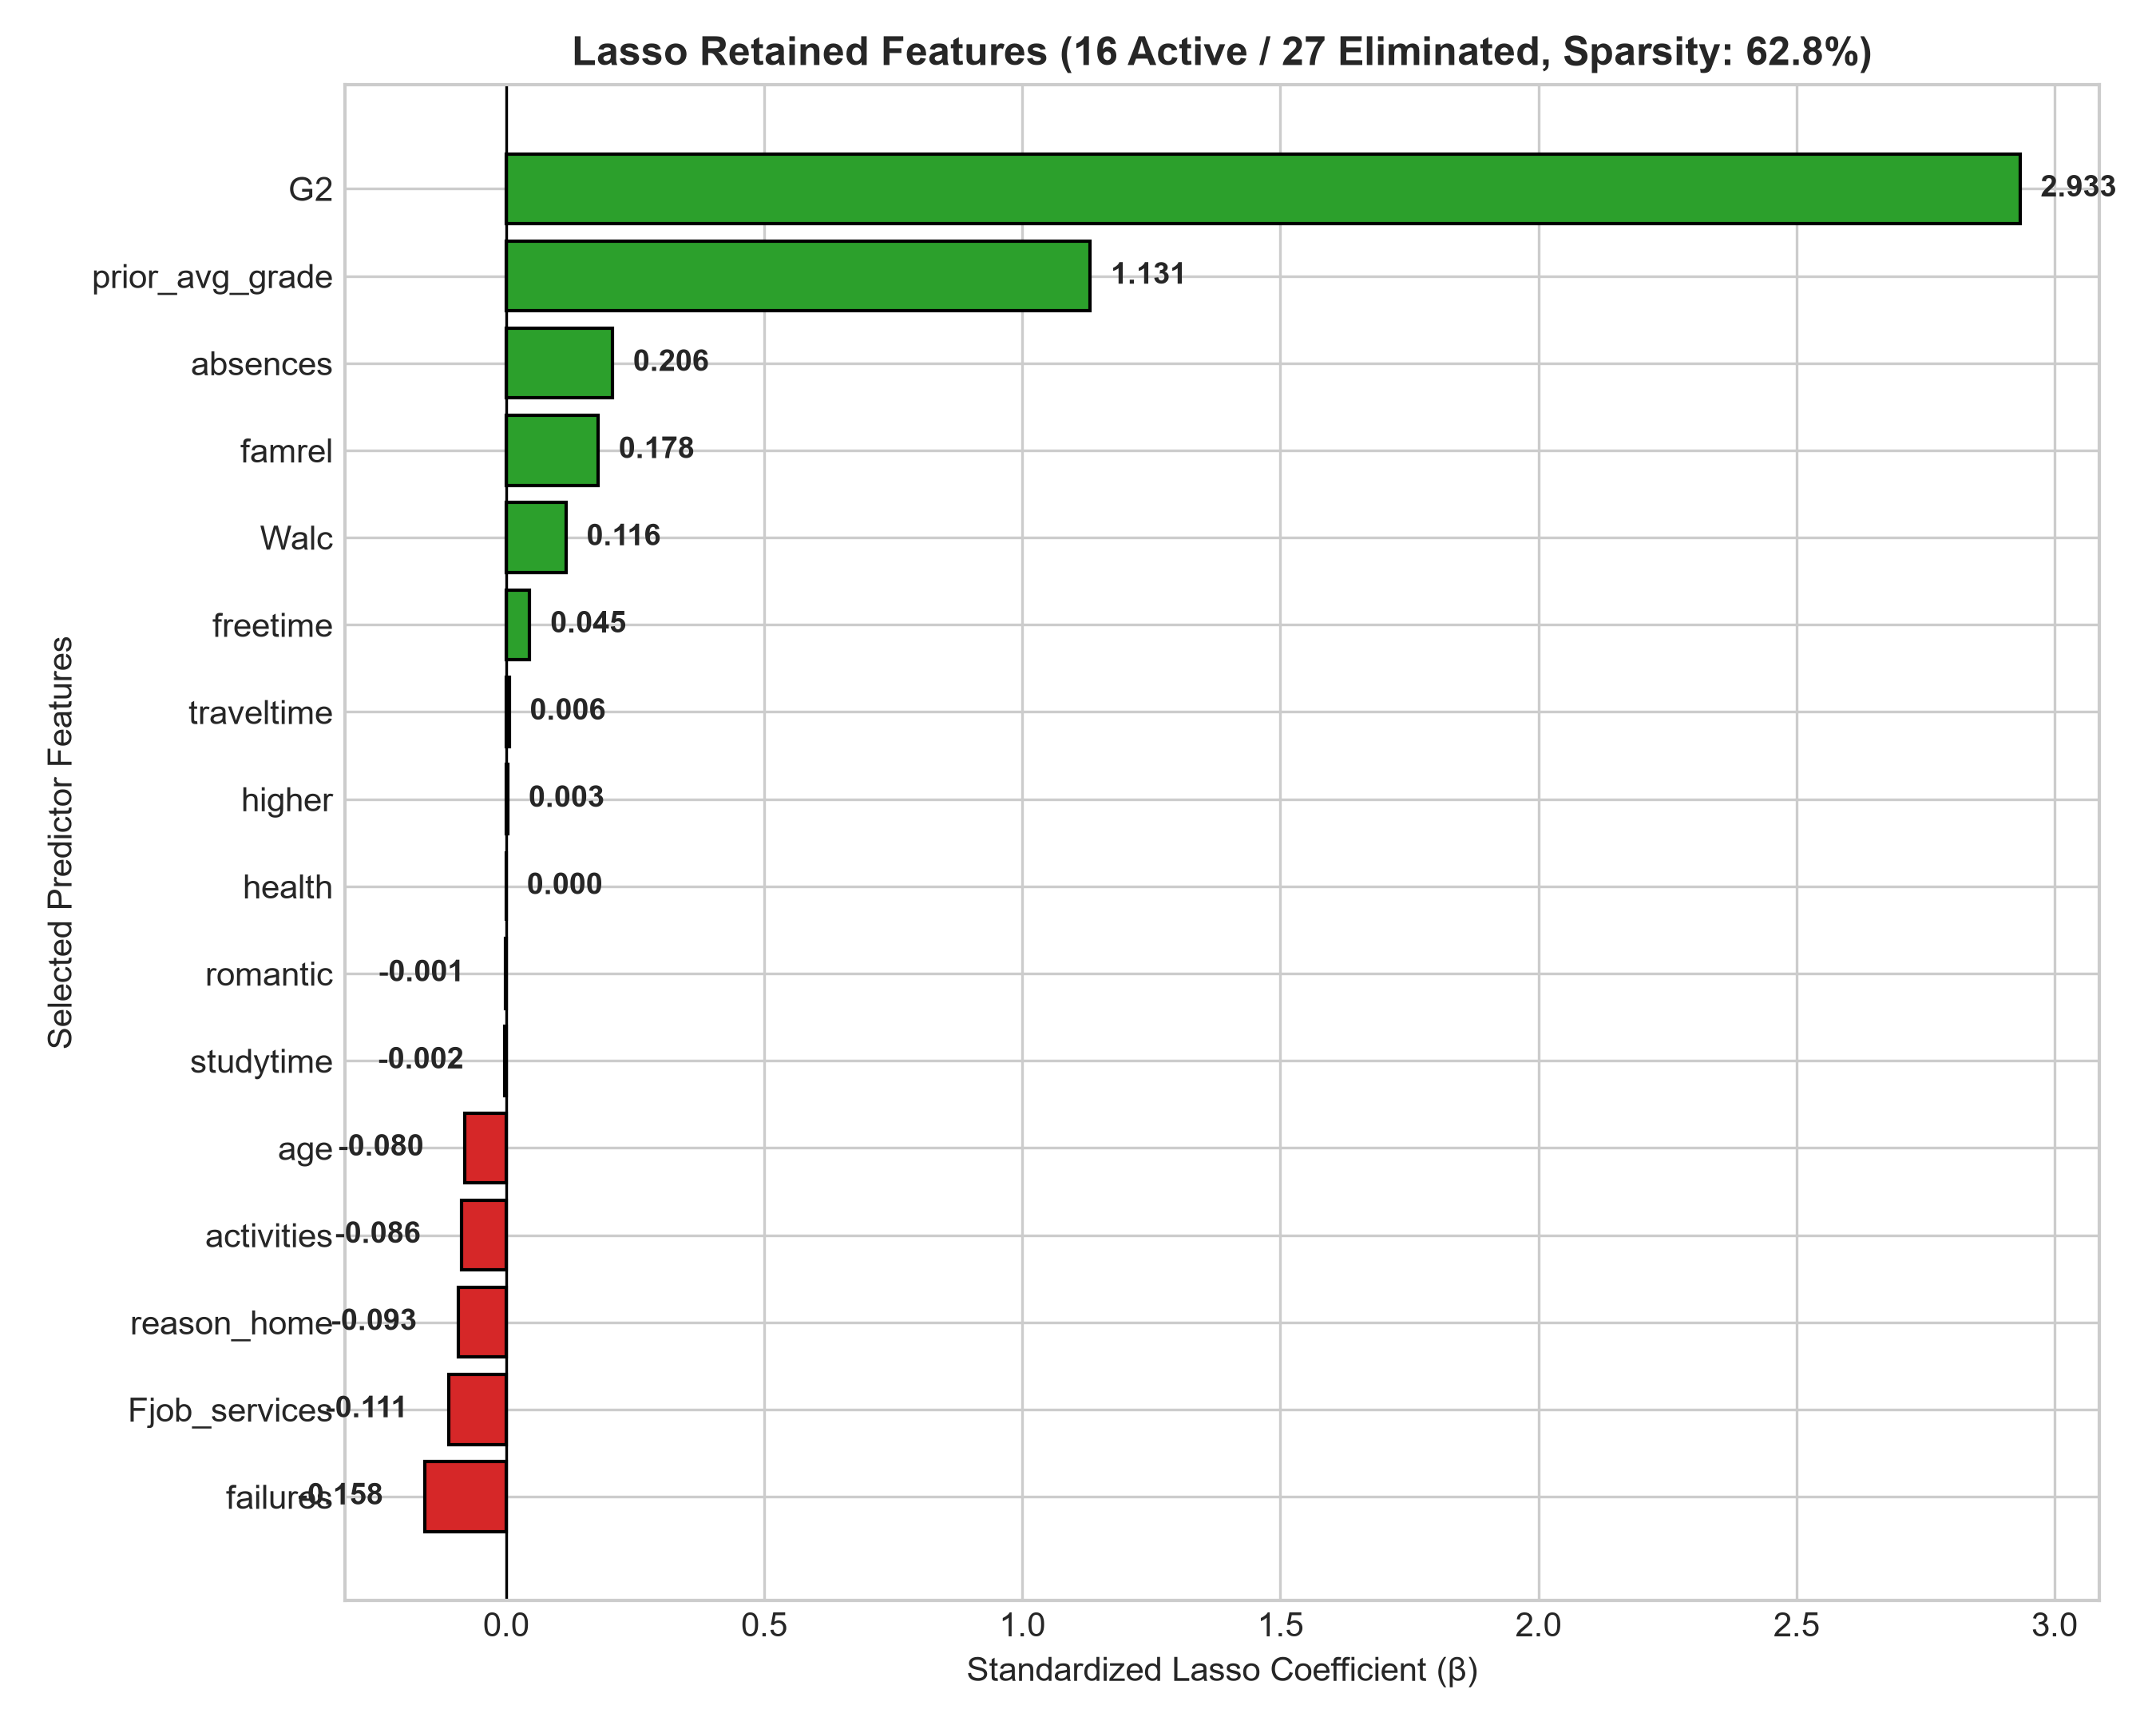 Lasso Retained Features (16 Active / 27 Eliminated, Sparsity: 62.8%)
Selected Predictor Features
G2 2.933
prior_avg_grade 1.131
absences 0.206
famrel 0.178
Walc 0.116
freetime 0.045
traveltime 0.006
higher 0.003
health 0.000
romantic -0.001
studytime -0.002
age -0.080
activities -0.086
reason_home -0.093
Fjob_services -0.111
failures -0.158
0.0 0.5 1.0 1.5 2.0 2.5 3.0
Standardized Lasso Coefficient (β)